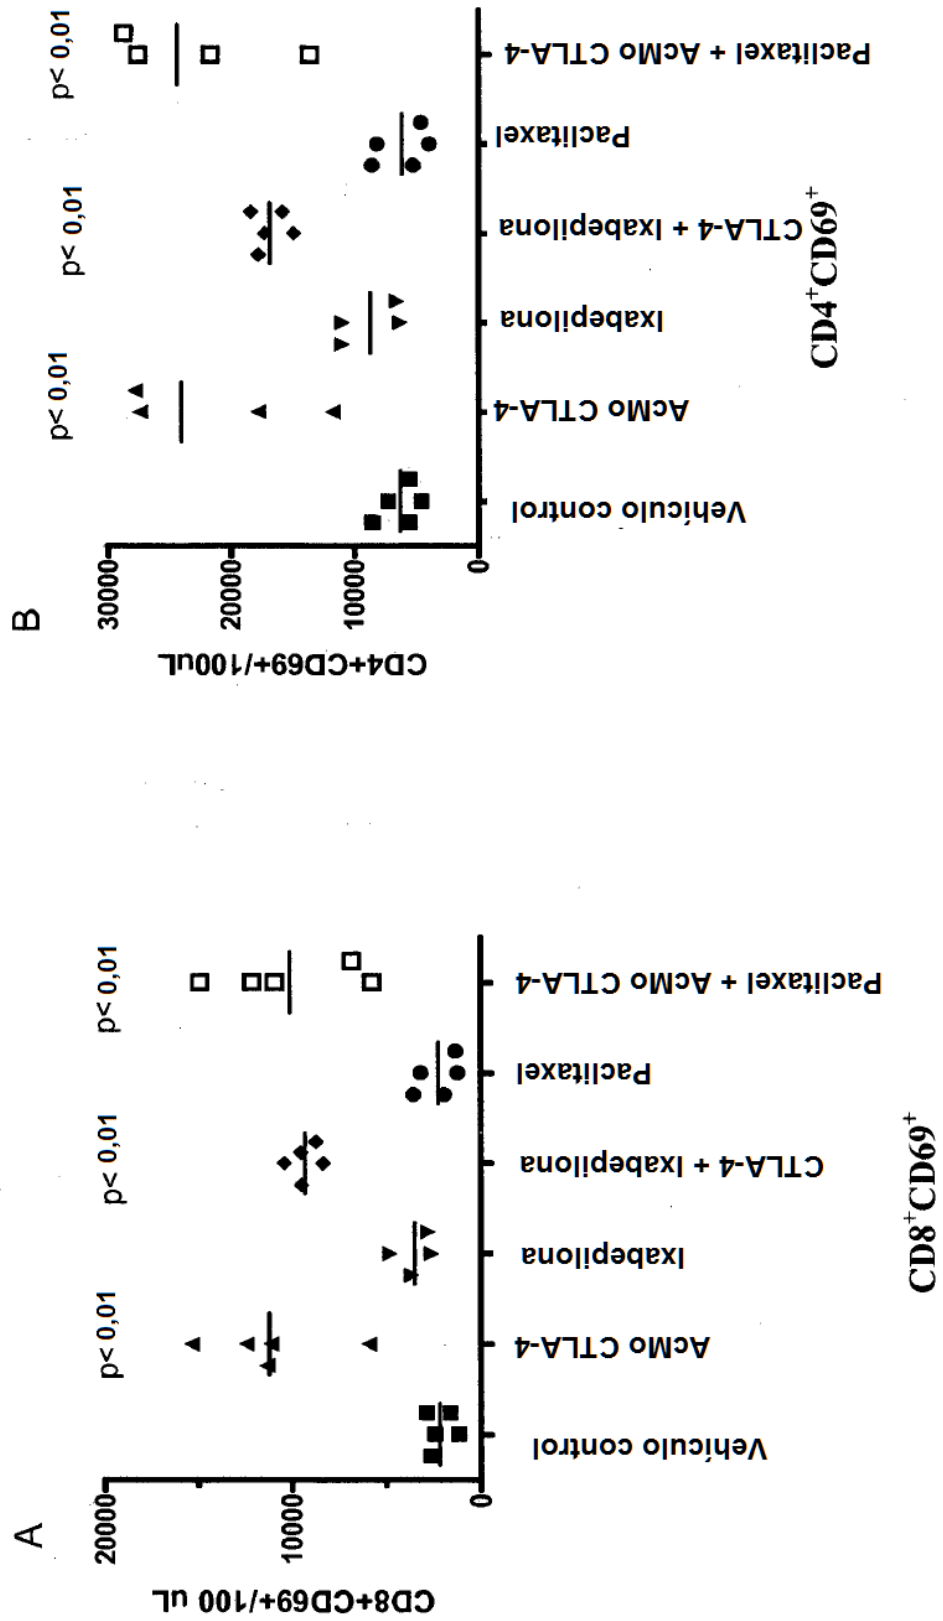 A
CD8+CD69+/100 uL
20000
10000
0
p< 0,01
p< 0,01
p< 0,01
Vehículo control
AcMo CTLA-4
Ixabepilona
CTLA-4 + Ixabepilona
Paclitaxel
Paclitaxel + AcMo CTLA-4
CD8+CD69+
B
CD4+CD69+/100uL
30000
20000
10000
0
p< 0,01
p< 0,01
p< 0,01
Vehículo control
AcMo CTLA-4
Ixabepilona
CTLA-4 + Ixabepilona
Paclitaxel
Paclitaxel + AcMo CTLA-4
CD4+CD69+